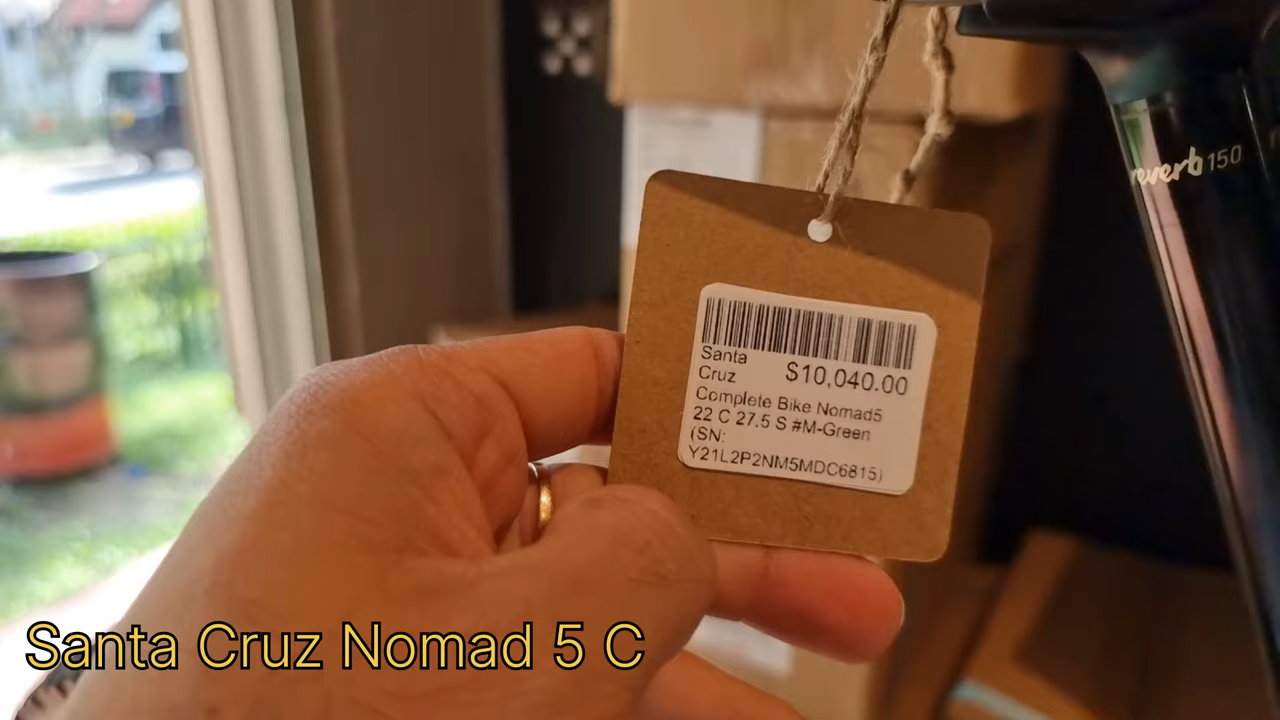 reverb 150
Santa
Cruz $10,040.00
Complete Bike Nomad5
22 C 27.5 S #M-Green
(SN:
Y21L2P2NM5MDC6815)
Santa Cruz Nomad 5 C